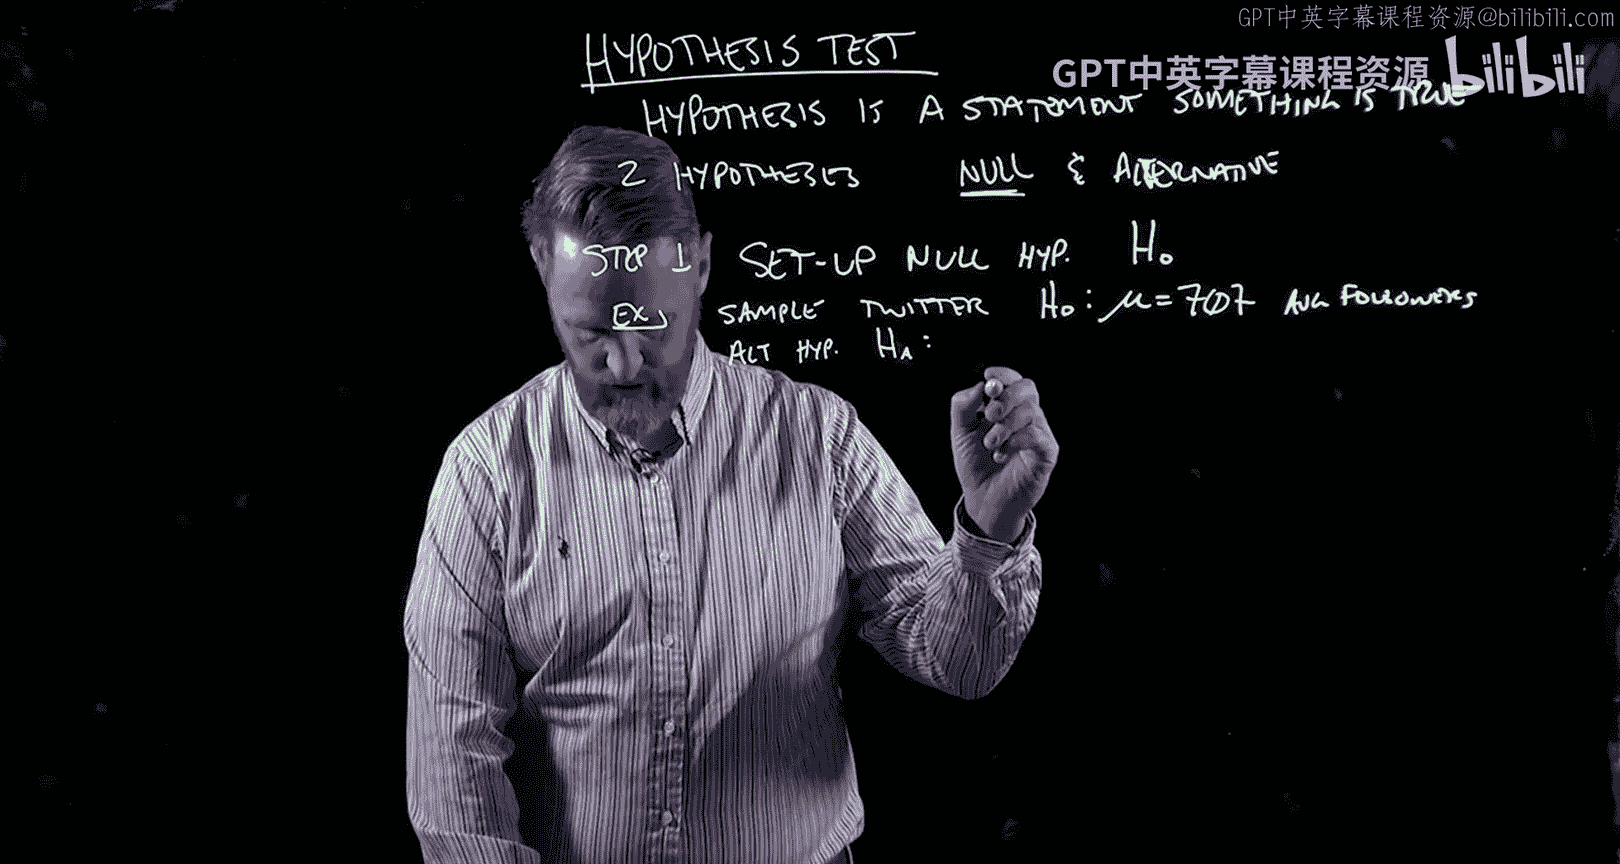 GPT中英字幕课程资源@bilibili.com
GPT中英字幕课程资源 bilibili
HYPOTHESIS TEST
HYPOTHESIS IS A STATEMENT SOMETHING IS TRUE
2 HYPOTHESES NULL & ALTERNATIVE
STEP 1 SET-UP NULL HYP. H₀
EX, SAMPLE TWITTER H₀: μ=707 AVG FOLLOWERS
ALT HYP. Hₐ: